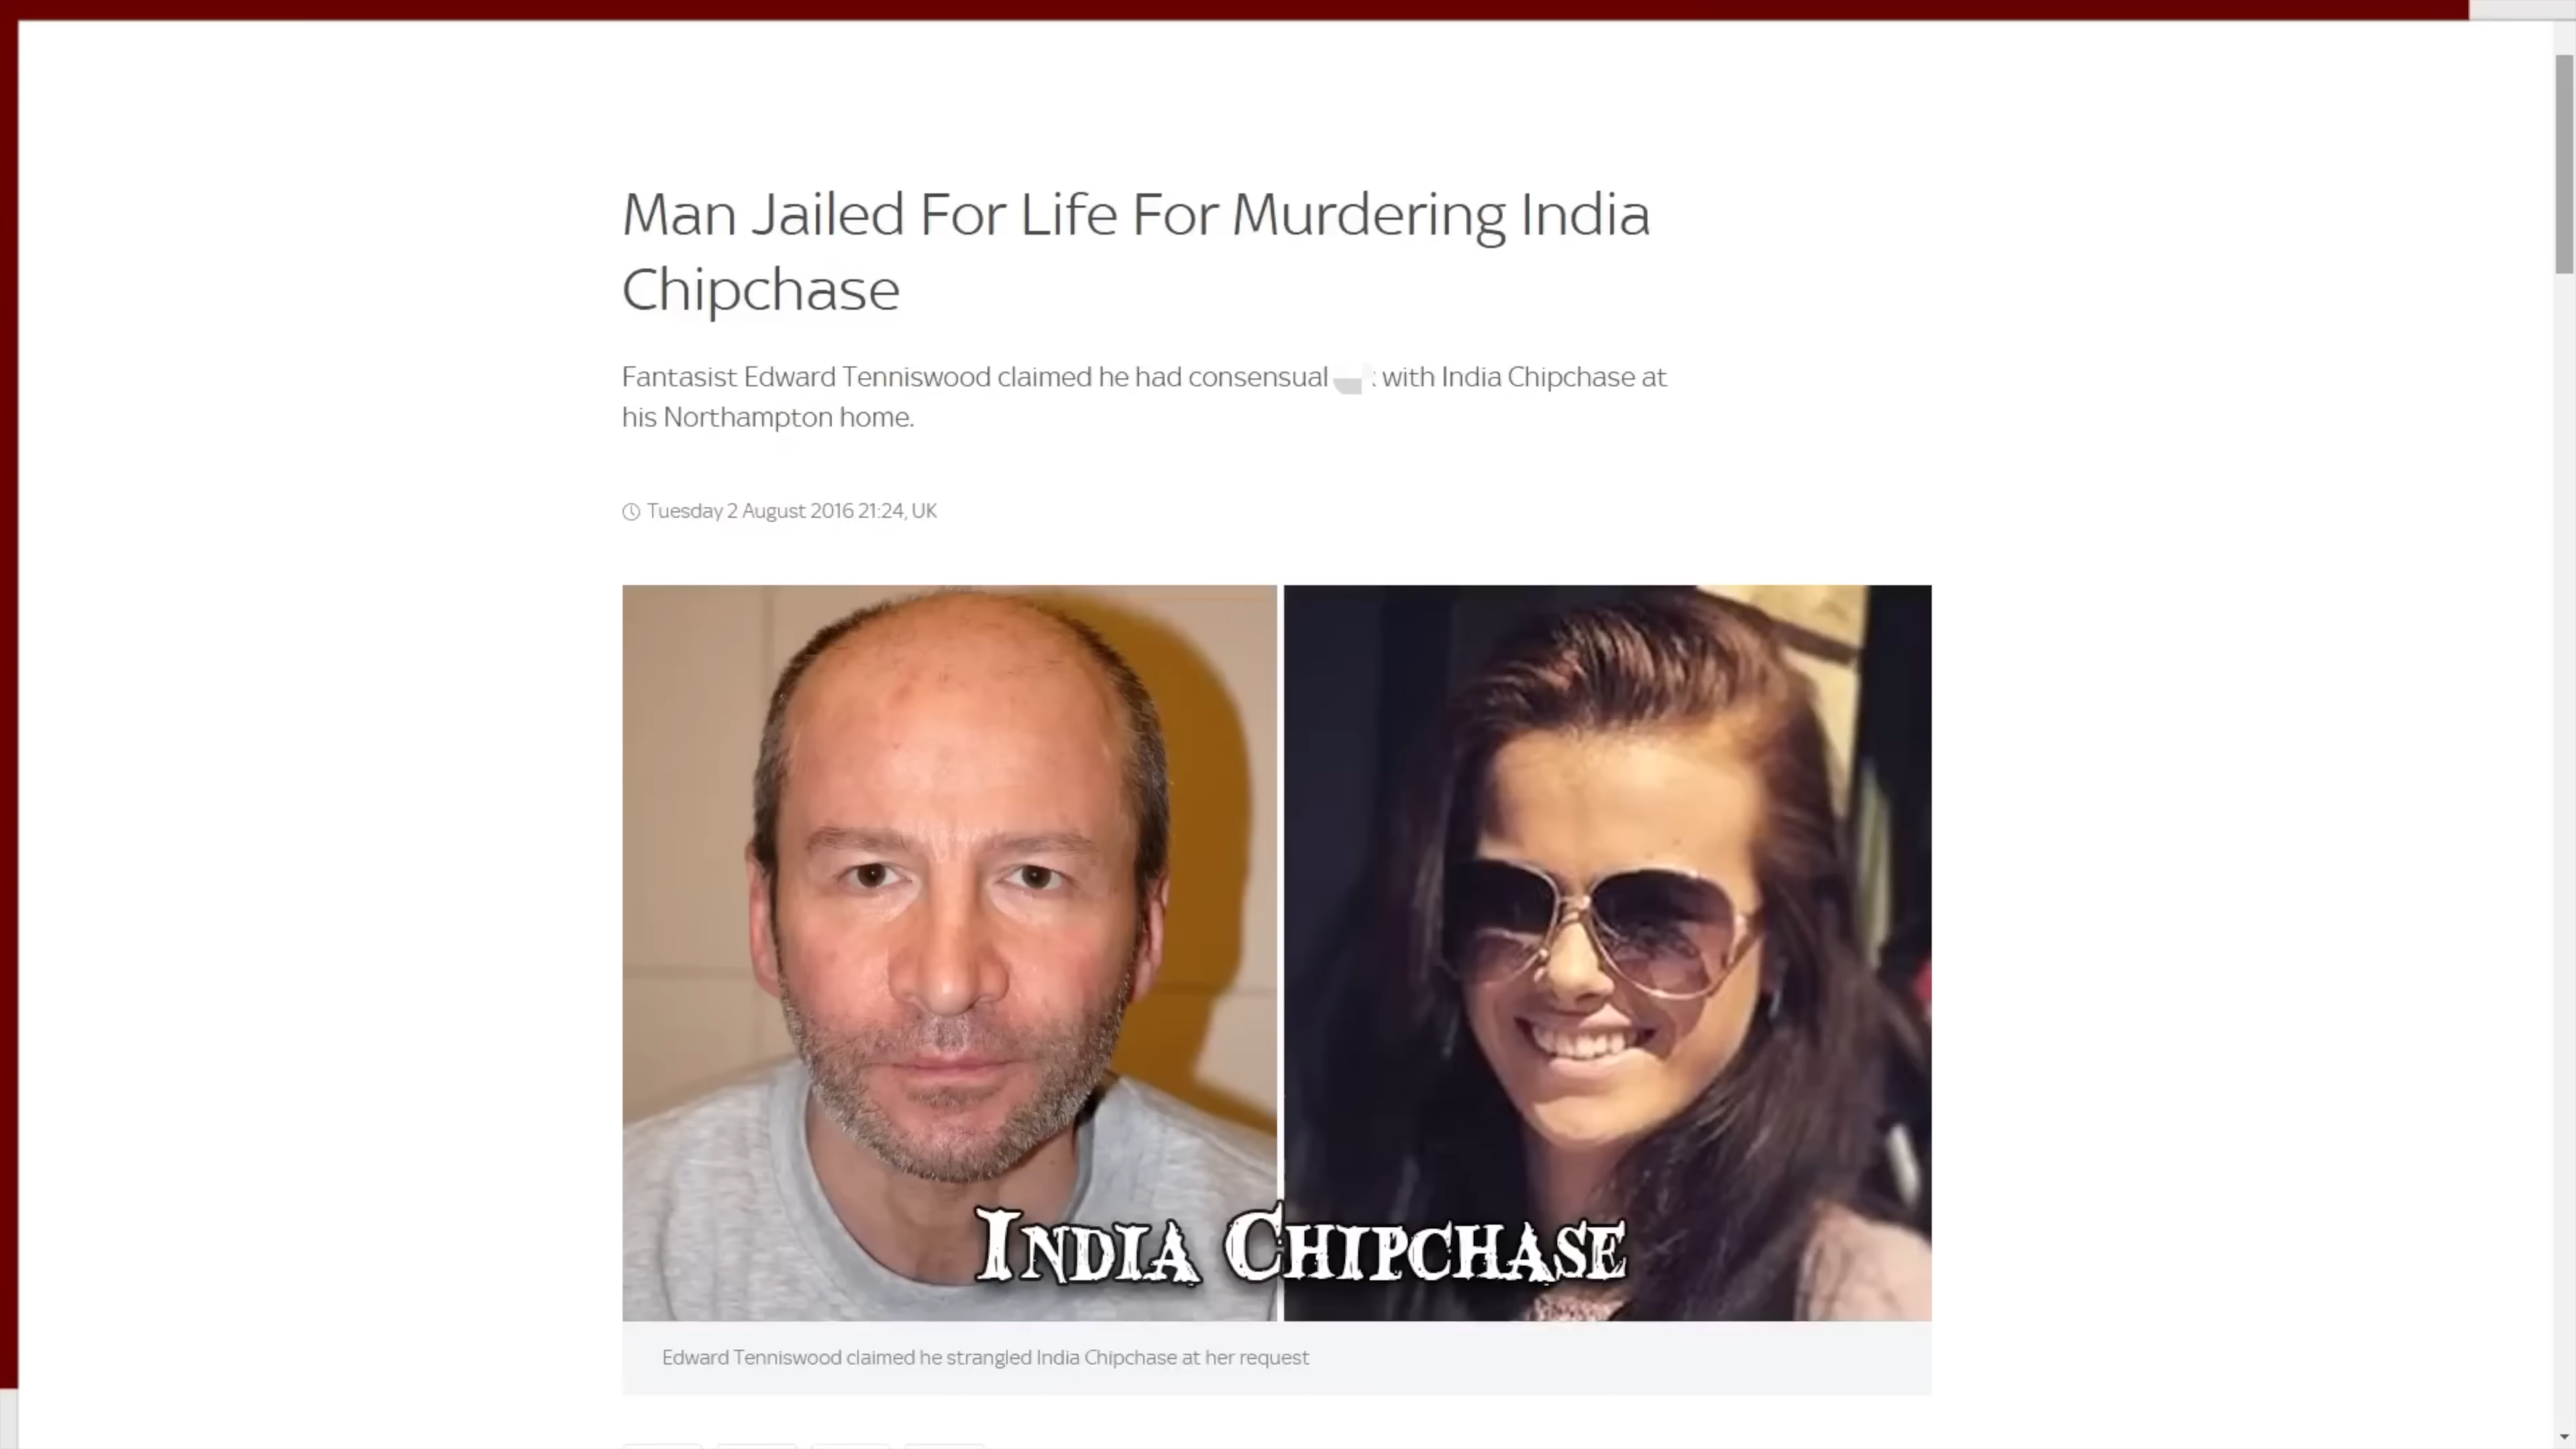 Man Jailed For Life For Murdering India
Chipchase
Fantasist Edward Tenniswood claimed he had consensual with India Chipchase at
his Northampton home.
Tuesday 2 August 2016 21:24, UK
INDIA CHIPCHASE
Edward Tenniswood claimed he strangled India Chipchase at her request